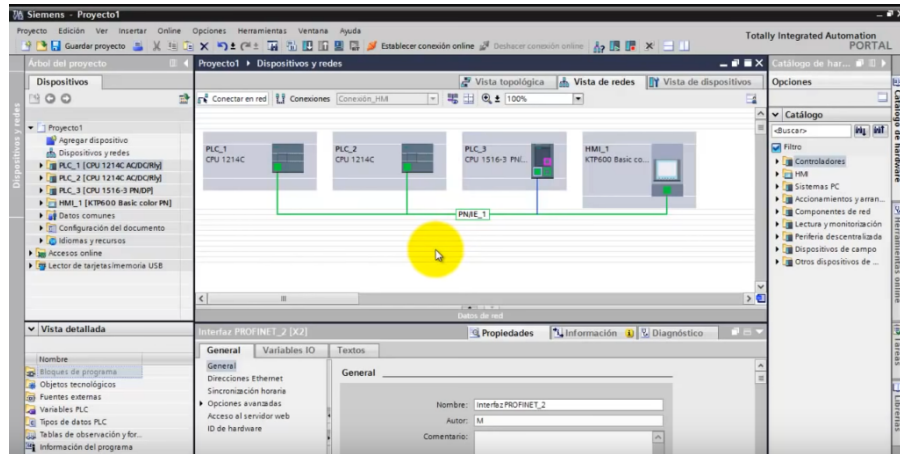 Siemens - Proyecto1
Proyecto Edición Ver Insertar Online Opciones Herramientas Ventana Ayuda
Totally Integrated Automation
PORTAL
Guardar proyecto
Establecer conexión online
Deshacer conexión online
Árbol del proyecto
Dispositivos
Proyecto1
Agregar dispositivo
Dispositivos y redes
PLC_1 [CPU 1214C AC/DC/Rly]
PLC_2 [CPU 1214C AC/DC/Rly]
PLC_3 [CPU 1516-3 PN/DP]
HMI_1 [KTP600 Basic color PN]
Datos comunes
Configuración del documento
Idiomas y recursos
Accesos online
Lector de tarjetas/memoria USB
Vista detallada
Nombre
Bloques de programa
Objetos tecnológicos
Fuentes externas
Variables PLC
Tipos de datos PLC
Tablas de observación y for...
Información del programa
Dispositivos y redes
Proyecto1 Dispositivos y redes
Vista topológica
Vista de redes
Vista de dispositivos
Conectar en red
Conexiones
Conexión_HMI
100%
PLC_1
CPU 1214C
PLC_2
CPU 1214C
PLC_3
CPU 1516-3 PN/...
HMI_1
KTP600 Basic co...
PN/IE_1
Datos de red
Interfaz PROFINET_2 [X2]
Propiedades
Información
Diagnóstico
General
Variables IO
Textos
General
Direcciones Ethernet
Sincronización horaria
Opciones avanzadas
Acceso al servidor web
ID de hardware
General
Nombre: Interfaz PROFINET_2
Autor: M
Comentario:
Catálogo de har...
Opciones
Catálogo
<Buscar>
Filtro
Controladores
HMI
Sistemas PC
Accionamientos y arran...
Componentes de red
Lectura y monitorización
Periferia descentralizada
Dispositivos de campo
Otros dispositivos de ...
Catálogo de hardware
Herramientas online
Tareas
Librerías